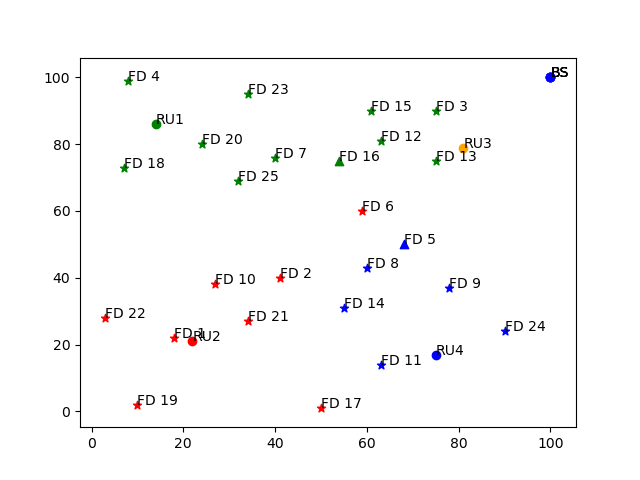 BS
FD 4
FD 23
FD 15
FD 3
RU1
FD 20
FD 12
RU3
FD 7
FD 16
FD 13
FD 18
FD 25
FD 6
FD 5
FD 8
FD 2
FD 10
FD 9
FD 14
FD 22
FD 21
FD 1
RU2
FD 24
RU4
FD 11
FD 19
FD 17
100
80
60
40
20
0
0
20
40
60
80
100